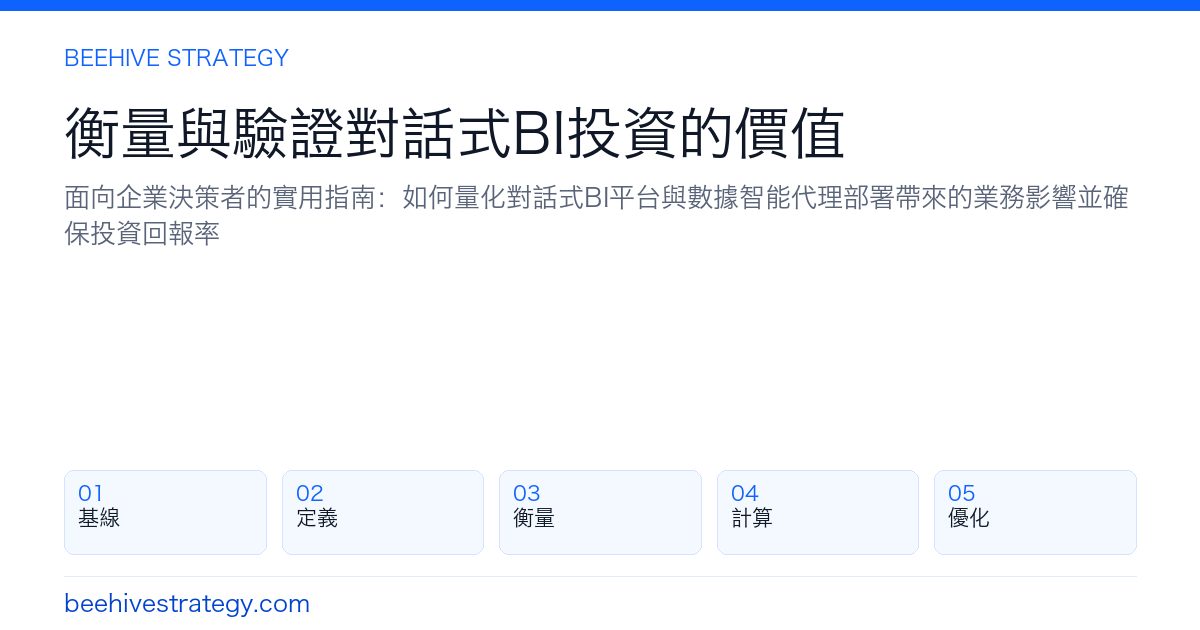 BEEHIVE STRATEGY
衡量與驗證對話式BI投資的價值
面向企業決策者的實用指南：如何量化對話式BI平台與數據智能代理部署帶來的業務影響並確
保投資回報率
01
基線
02
定義
03
衡量
04
計算
05
優化
beehivestrategy.com